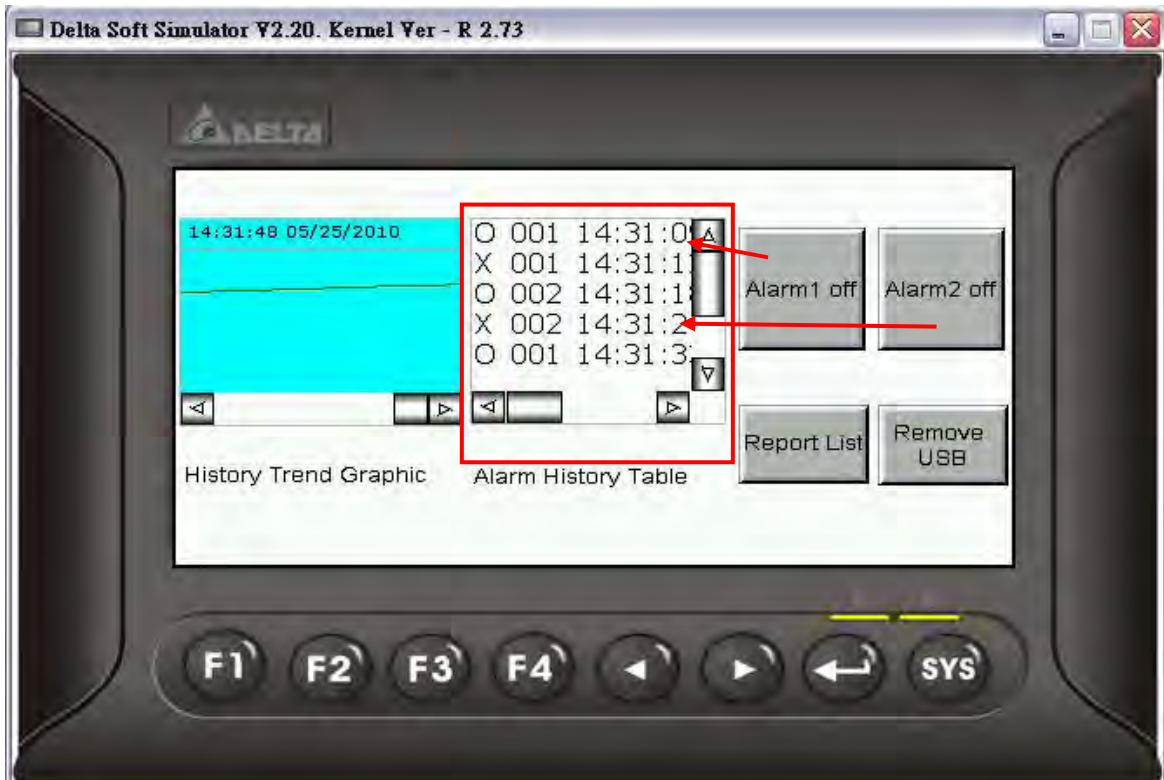 Delta Soft Simulator V2.20. Kernel Ver - R 2.73
DELTA
14:31:48 05/25/2010
O 001 14:31:0
X 001 14:31:1
O 002 14:31:1
X 002 14:31:2
O 001 14:31:3
Alarm1 off
Alarm2 off
Report List
Remove
USB
History Trend Graphic
Alarm History Table
F1
F2
F3
F4
SYS